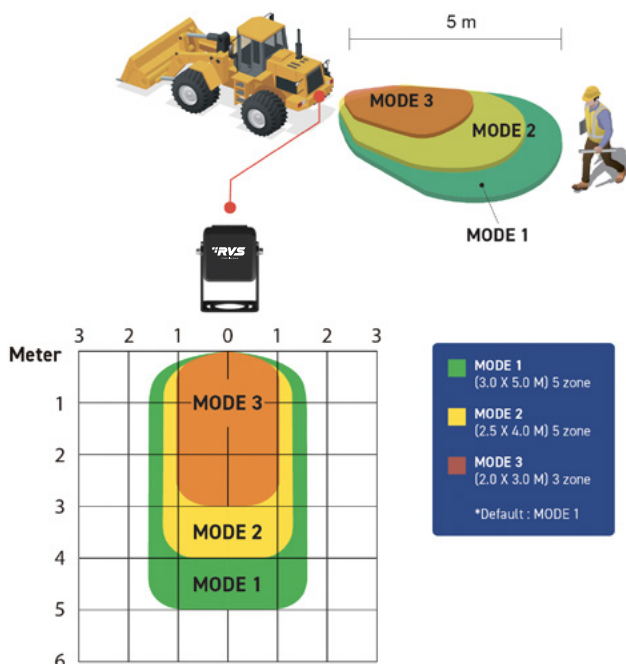 5 m
MODE 3
MODE 2
MODE 1
RVS
3 2 1 0 1 2 3
Meter
1
2
3
4
5
6
MODE 3
MODE 2
MODE 1
MODE 1
(3.0 X 5.0 M) 5 zone
MODE 2
(2.5 X 4.0 M) 5 zone
MODE 3
(2.0 X 3.0 M) 3 zone
*Default : MODE 1